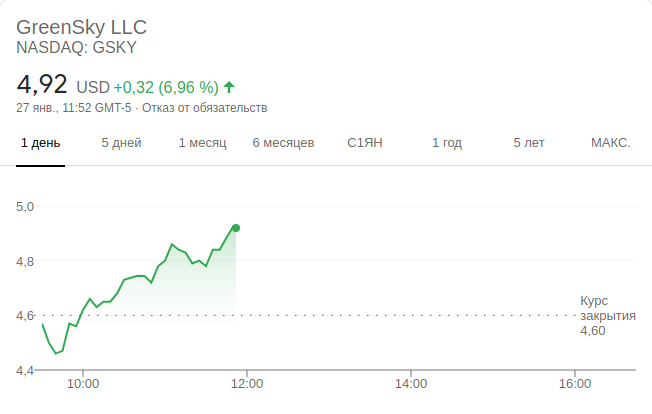 GreenSky LLC
NASDAQ: GSKY
4,92 USD +0,32 (6,96 %)
27 янв., 11:52 GMT-5 · Отказ от обязательств
1 день 5 дней 1 месяц 6 месяцев С1ЯН 1 год 5 лет МАКС.
5,0
4,8
4,6
4,4
Курс
закрытия
4,60
10:00 12:00 14:00 16:00